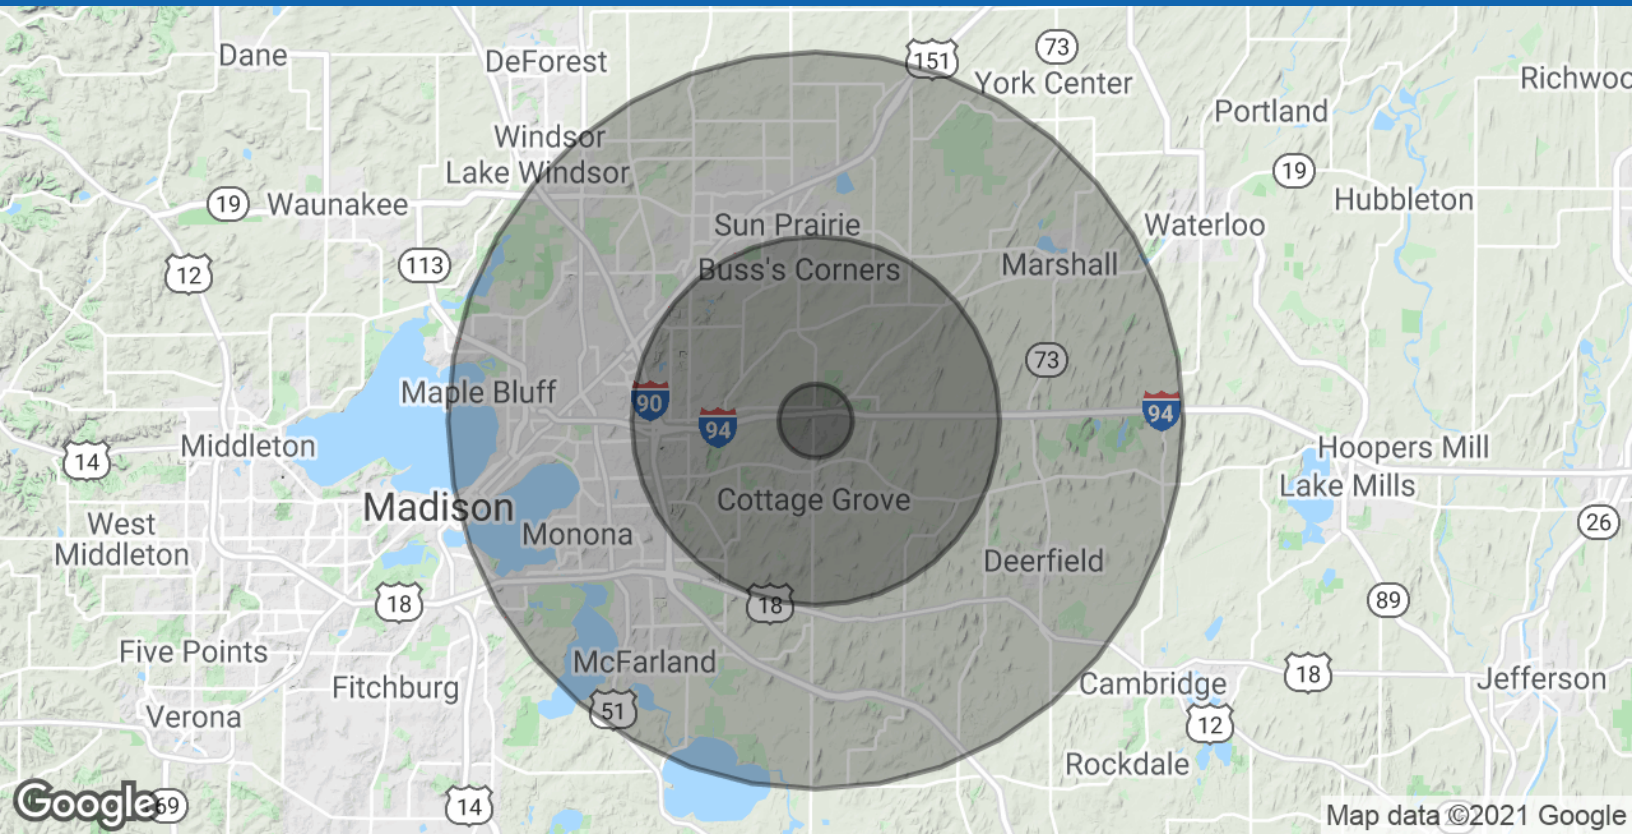 151
73
Dane
DeForest
York Center
Richwoo
Portland
Windsor
Lake Windsor
19
19
Waunakee
Hubbleton
Sun Prairie
Waterloo
113
12
Buss's Corners
Marshall
73
Maple Bluff
90
94
94
Middleton
14
Hoopers Mill
Lake Mills
Madison
Cottage Grove
26
West
Middleton
Monona
Deerfield
18
18
89
Five Points
McFarland
18
Fitchburg
Cambridge
Jefferson
Verona
51
12
Rockdale
Google
69
14
Map data ©2021 Google